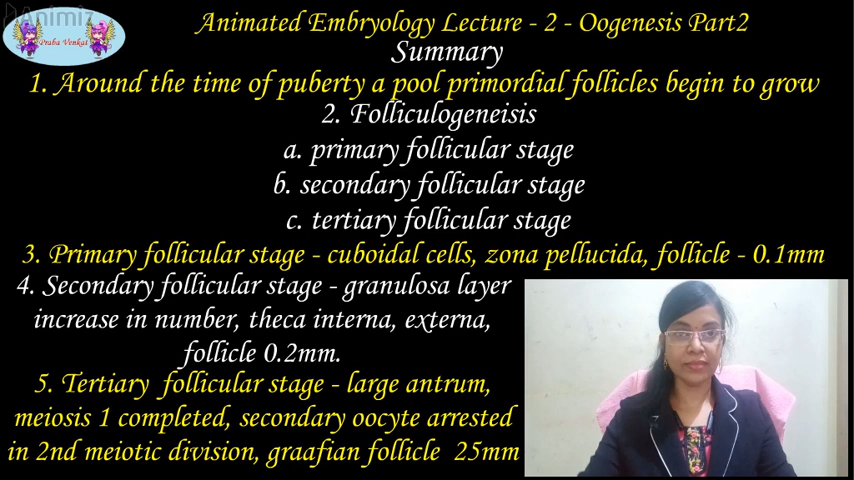 Animiz
Praba Venkat
Animated Embryology Lecture - 2 - Oogenesis Part2
Summary
1. Around the time of puberty a pool primordial follicles begin to grow
2. Folliculogeneisis
a. primary follicular stage
b. secondary follicular stage
c. tertiary follicular stage
3. Primary follicular stage - cuboidal cells, zona pellucida, follicle - 0.1mm
4. Secondary follicular stage - granulosa layer
increase in number, theca interna, externa,
follicle 0.2mm.
5. Tertiary follicular stage - large antrum,
meiosis 1 completed, secondary oocyte arrested
in 2nd meiotic division, graafian follicle 25mm